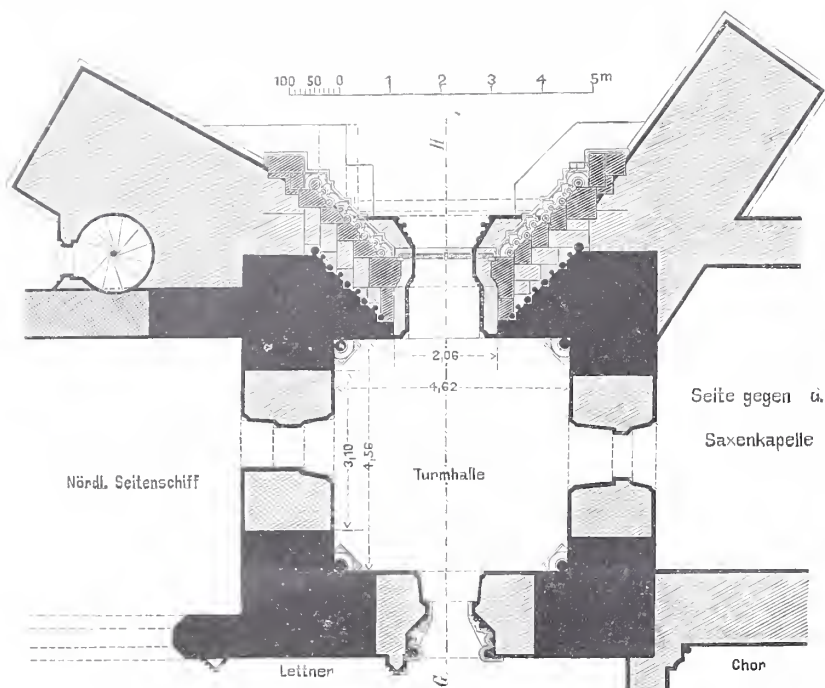 100 50 0 1 2 3 4 5m
H
2,06
4,62
3,10
4,56
Seite gegen d.
Saxenkapelle
Nördl. Seitenschiff
Turmhalle
Lettner
G
Chor